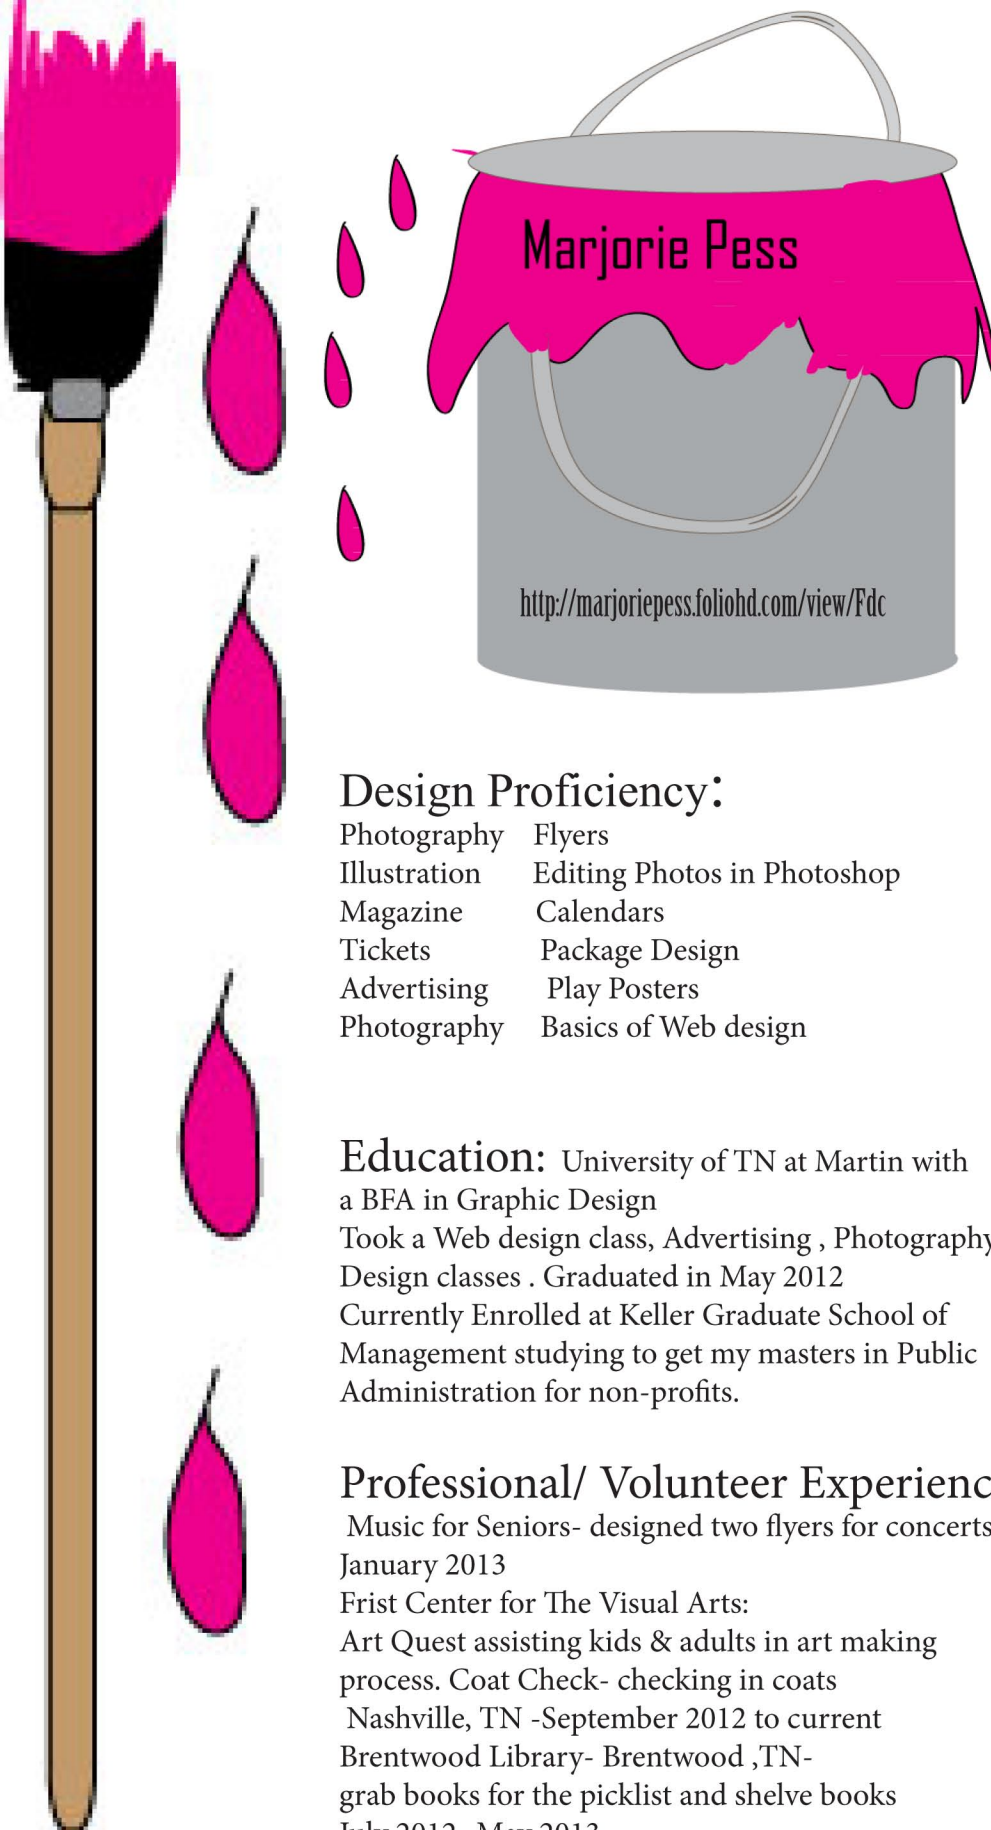 Marjorie Pess
http://marjoriepess.foliohd.com/view/Fdc
Design Proficiency:
Photography Flyers
Illustration Editing Photos in Photoshop
Magazine Calendars
Tickets Package Design
Advertising Play Posters
Photography Basics of Web design
Education: University of TN at Martin with
a BFA in Graphic Design
Took a Web design class, Advertising , Photography
Design classes . Graduated in May 2012
Currently Enrolled at Keller Graduate School of
Management studying to get my masters in Public
Administration for non-profits.
Professional/ Volunteer Experienc
Music for Seniors- designed two flyers for concerts
January 2013
Frist Center for The Visual Arts:
Art Quest assisting kids & adults in art making
process. Coat Check- checking in coats
Nashville, TN -September 2012 to current
Brentwood Library- Brentwood ,TN-
grab books for the picklist and shelve books
July 2012- May 2013